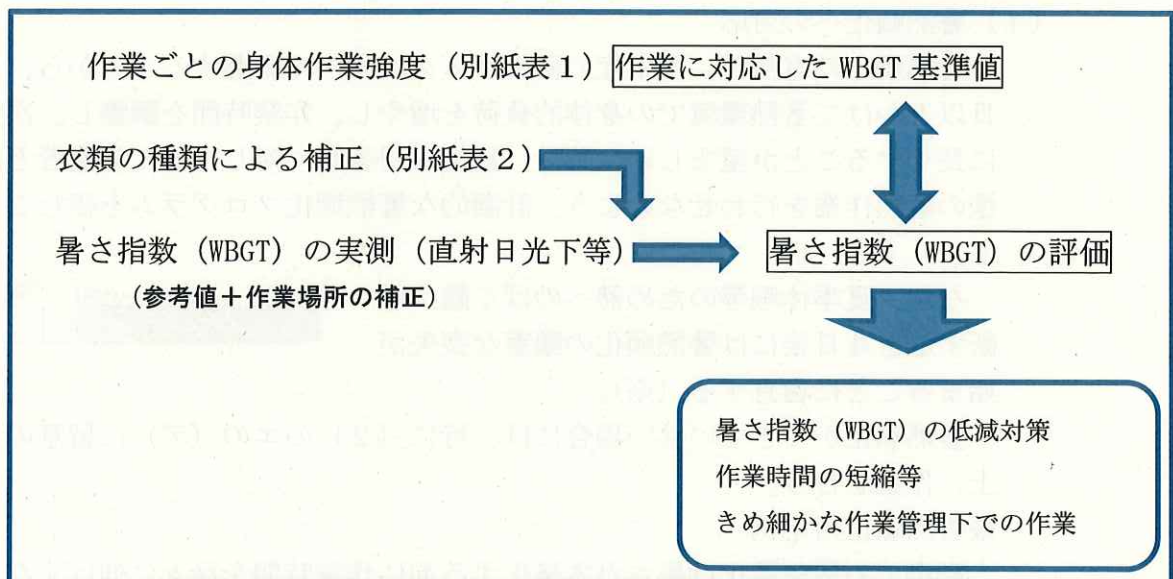 作業ごとの身体作業強度（別紙表１）作業に対応した WBGT 基準値
衣類の種類による補正（別紙表２）
暑さ指数（WBGT）の実測（直射日光下等）
暑さ指数（WBGT）の評価
（参考値＋作業場所の補正）
暑さ指数（WBGT）の低減対策
作業時間の短縮等
きめ細かな作業管理下での作業